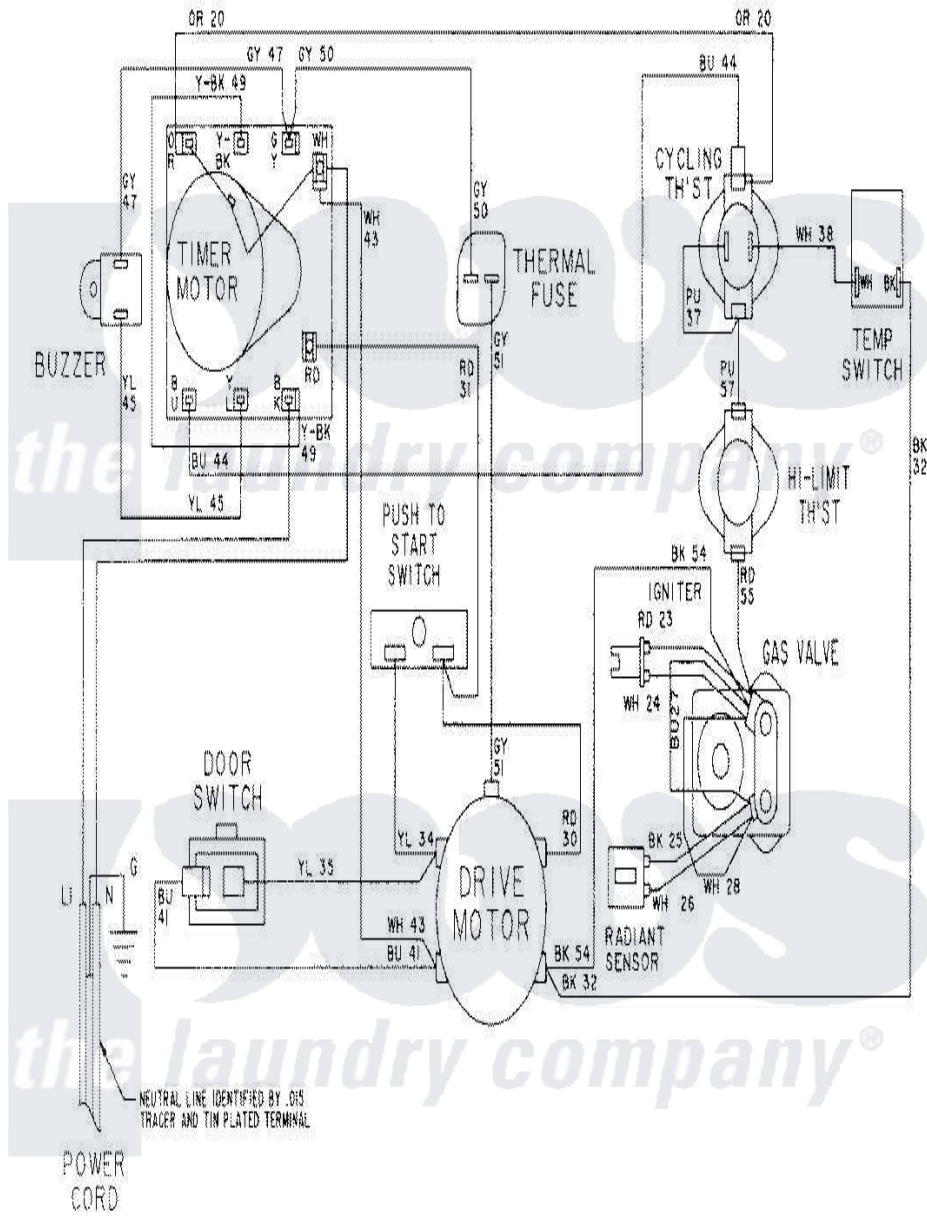 OR 20
OR 20
GY 47
GY 50
BU 44
Y-BK 49
O
R
Y-
BK
G
Y
WH
CYCLING
TH'ST
GY
47
GY
50
WH
43
WH 38
TIMER
MOTOR
THERMAL
FUSE
WH
BK
PU
37
BUZZER
TEMP
SWITCH
GY
51
RD
RD
31
YL
45
PU
57
B
U
Y
L
B
K
Y-BK
49
BU 44
the laundry company®
BK
32
HI-LIMIT
TH'ST
YL 45
PUSH TO
START
SWITCH
BK 54
RD
55
IGNITER
RD 23
GAS VALVE
WH 24
BU27
GY
51
DOOR
SWITCH
RD
30
YL 34
BK 25
YL 35
DRIVE
MOTOR
WH 28
WH 26
L1
N
G
BU
41
WH 43
BU 41
BK 54
BK 32
RADIANT
SENSOR
the laundry company®
NEUTRAL LINE IDENTIFIED BY .015
TRACER AND TIN PLATED TERMINAL
POWER
CORD